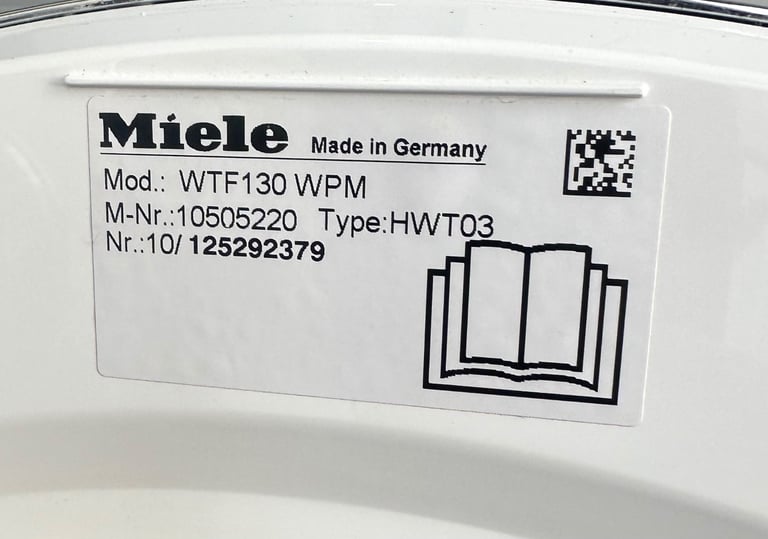 Miele Made in Germany
Mod.: WTF130 WPM
M-Nr.:10505220 Type:HWT03
Nr.:10/ 125292379